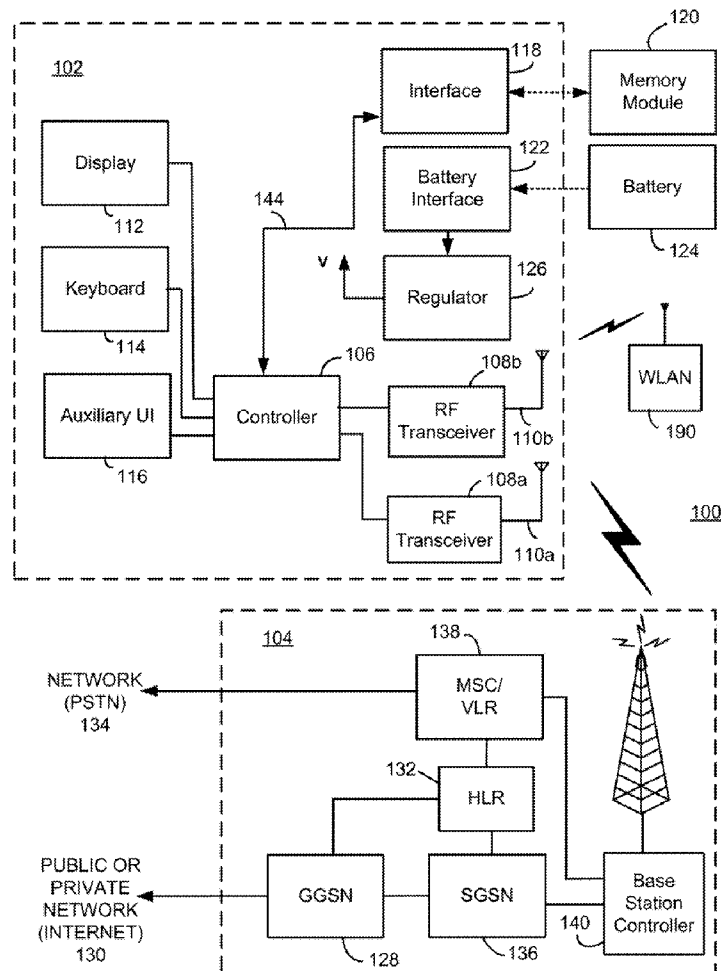 102
118
Interface
120
Memory
Module
Display
112
122
Battery
Interface
Battery
124
144
V
Keyboard
114
Regulator
126
106
108b
WLAN
190
Auxiliary UI
116
Controller
RF
Transceiver
110b
108a
RF
Transceiver
110a
100
104
138
NETWORK
(PSTN)
134
MSC/
VLR
132
HLR
PUBLIC OR
PRIVATE
NETWORK
(INTERNET)
130
GGSN
128
SGSN
136
Base
Station
Controller
140